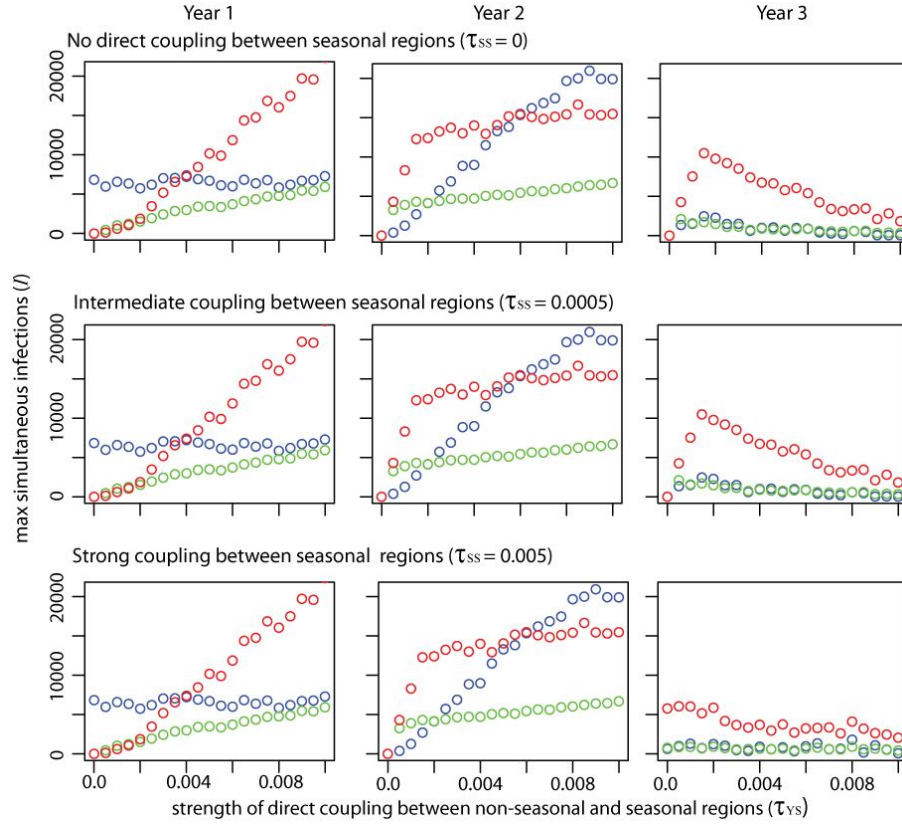 Year 1 Year 2 Year 3
No direct coupling between seasonal regions (τSS = 0)
20000
10000
0
Intermediate coupling between seasonal regions (τSS = 0.0005)
20000
10000
0
Strong coupling between seasonal regions (τSS = 0.005)
20000
10000
0
0.0 0.004 0.008 0.0 0.004 0.008 0.0 0.004 0.008
max simultaneous infections (I)
strength of direct coupling between non-seasonal and seasonal regions (τYS)